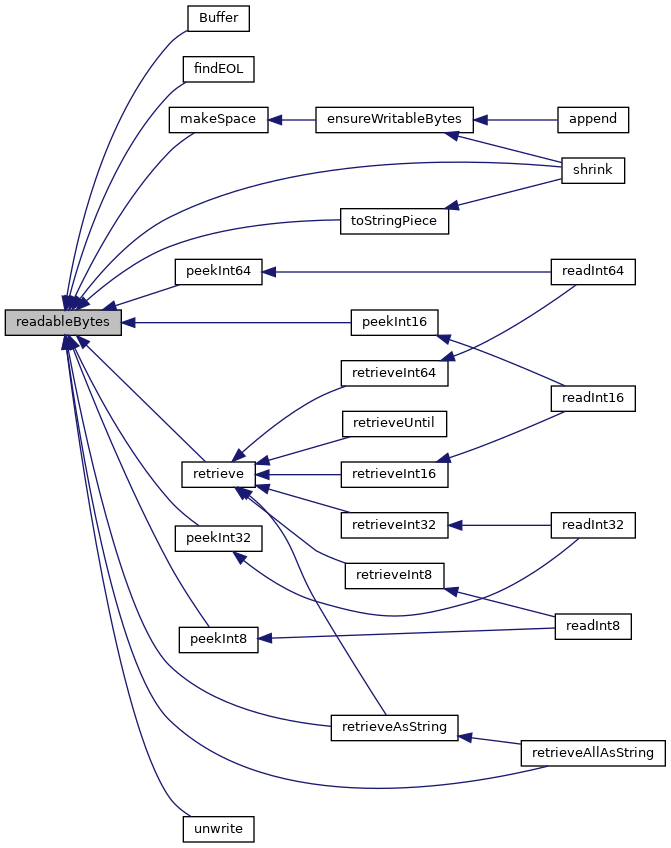 Buffer
findEOL
makeSpace
ensureWritableBytes
append
shrink
toStringPiece
peekInt64
readInt64
readableBytes
peekInt16
retrieveInt64
readInt16
retrieveUntil
retrieve
retrieveInt16
retrieveInt32
readInt32
peekInt32
retrieveInt8
readInt8
peekInt8
retrieveAsString
retrieveAllAsString
unwrite